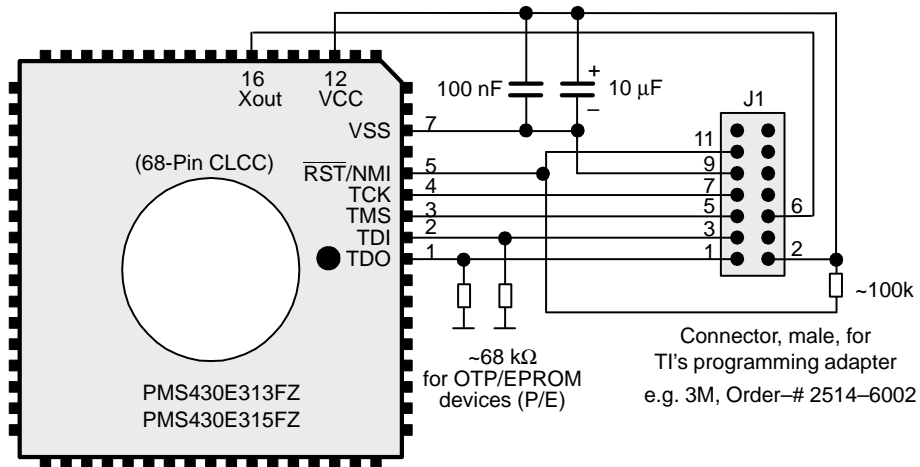 16
Xout
12
VCC
100 nF
+
10 μF
–
J1
VSS
7
11
(68-Pin CLCC)
RST/NMI
5
9
TCK
4
7
TMS
3
5
6
TDI
2
3
TDO
1
1
2
~100k
~68 kΩ
for OTP/EPROM
devices (P/E)
Connector, male, for
TI's programming adapter
e.g. 3M, Order–# 2514–6002
PMS430E313FZ
PMS430E315FZ